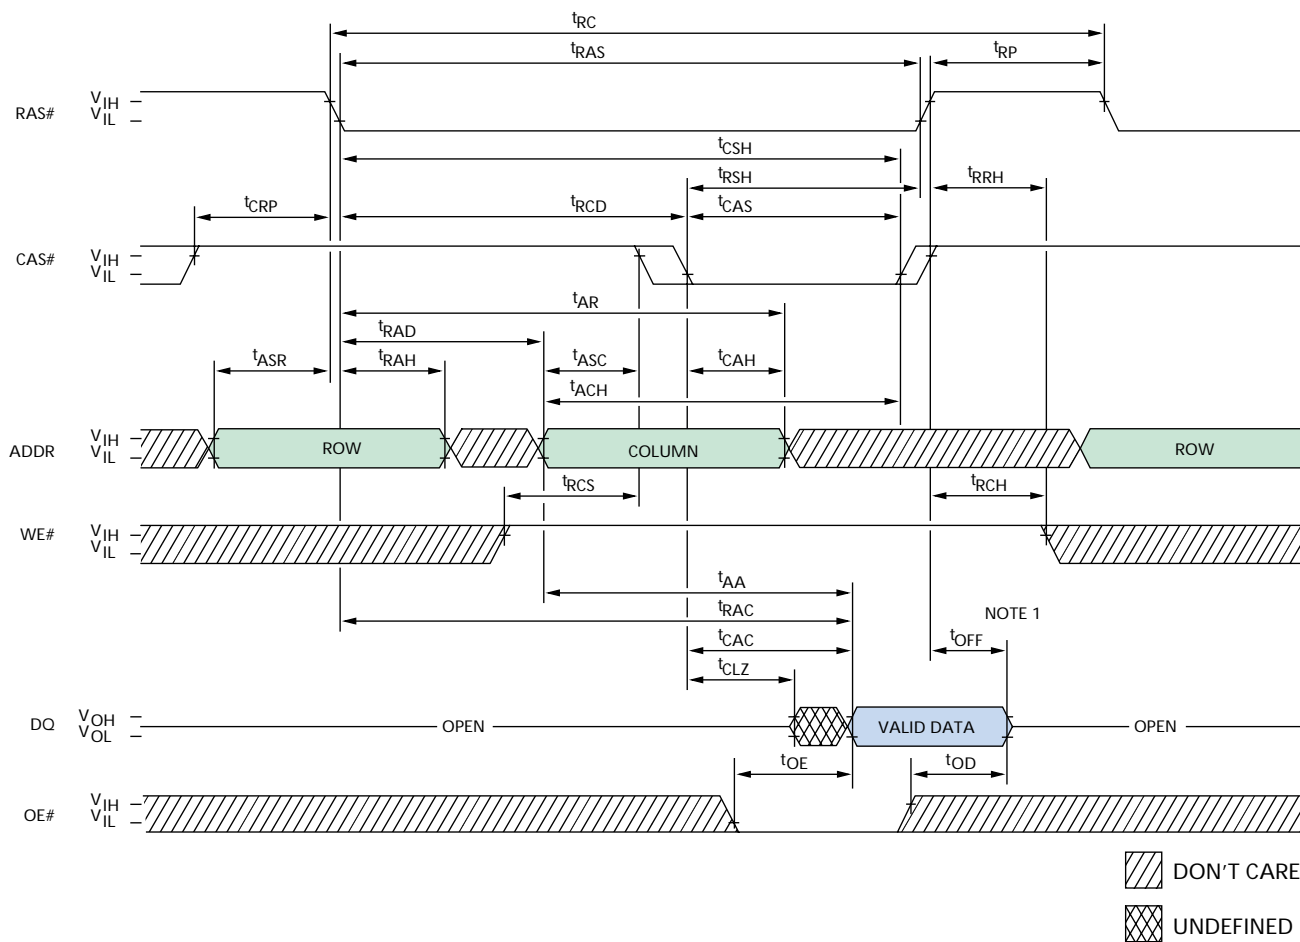 tRC
tRAS tRP
RAS# VIH
VIL
tCSH
tRSH tRRH
tCRP tRCD tCAS
CAS# VIH
VIL
tAR
tRAD
tASR tRAH tASC tCAH
tACH
ADDR VIH
VIL
ROW COLUMN ROW
tRCS tRCH
WE# VIH
VIL
tAA
tRAC NOTE 1
tCAC tOFF
tCLZ
DQ VOH
VOL
OPEN VALID DATA OPEN
tOE tOD
OE# VIH
VIL
DON'T CARE
UNDEFINED